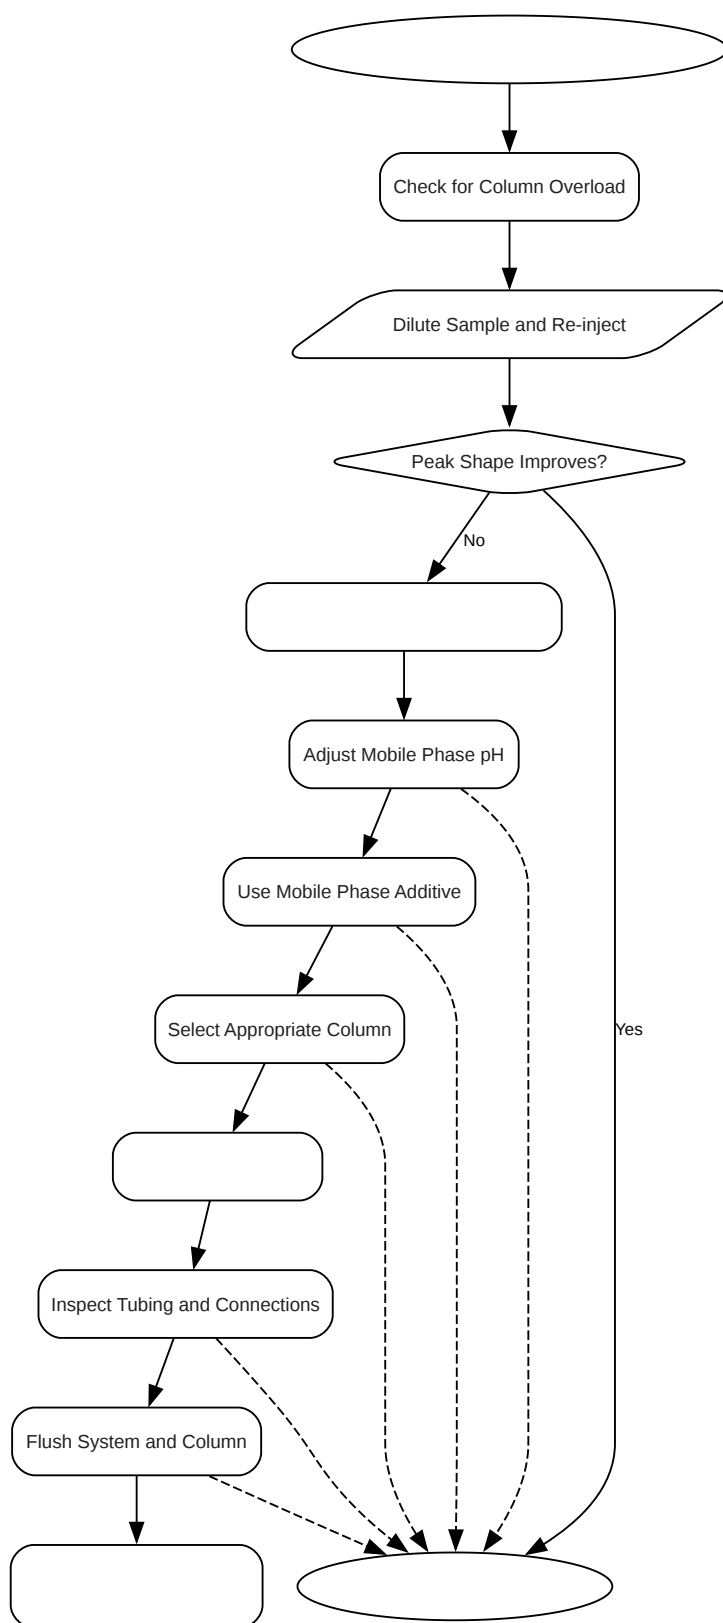 Check for Column Overload
Dilute Sample and Re-inject
Peak Shape Improves?
No
Adjust Mobile Phase pH
Use Mobile Phase Additive
Select Appropriate Column
Yes
Inspect Tubing and Connections
Flush System and Column